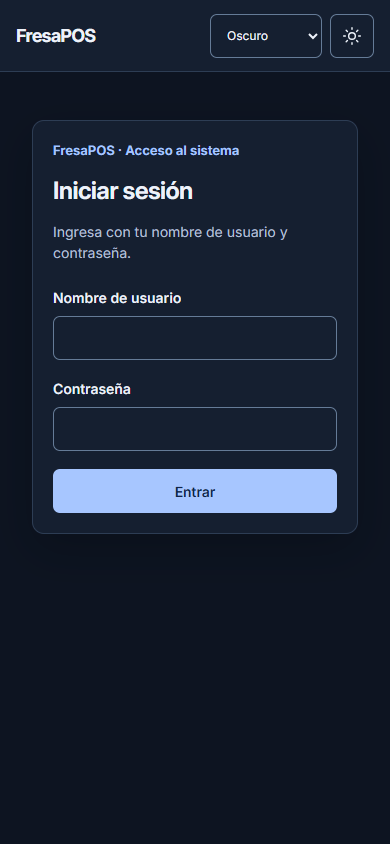 FresaPOS
Oscuro
FresaPOS · Acceso al sistema
Iniciar sesión
Ingresa con tu nombre de usuario y
contraseña.
Nombre de usuario
Contraseña
Entrar